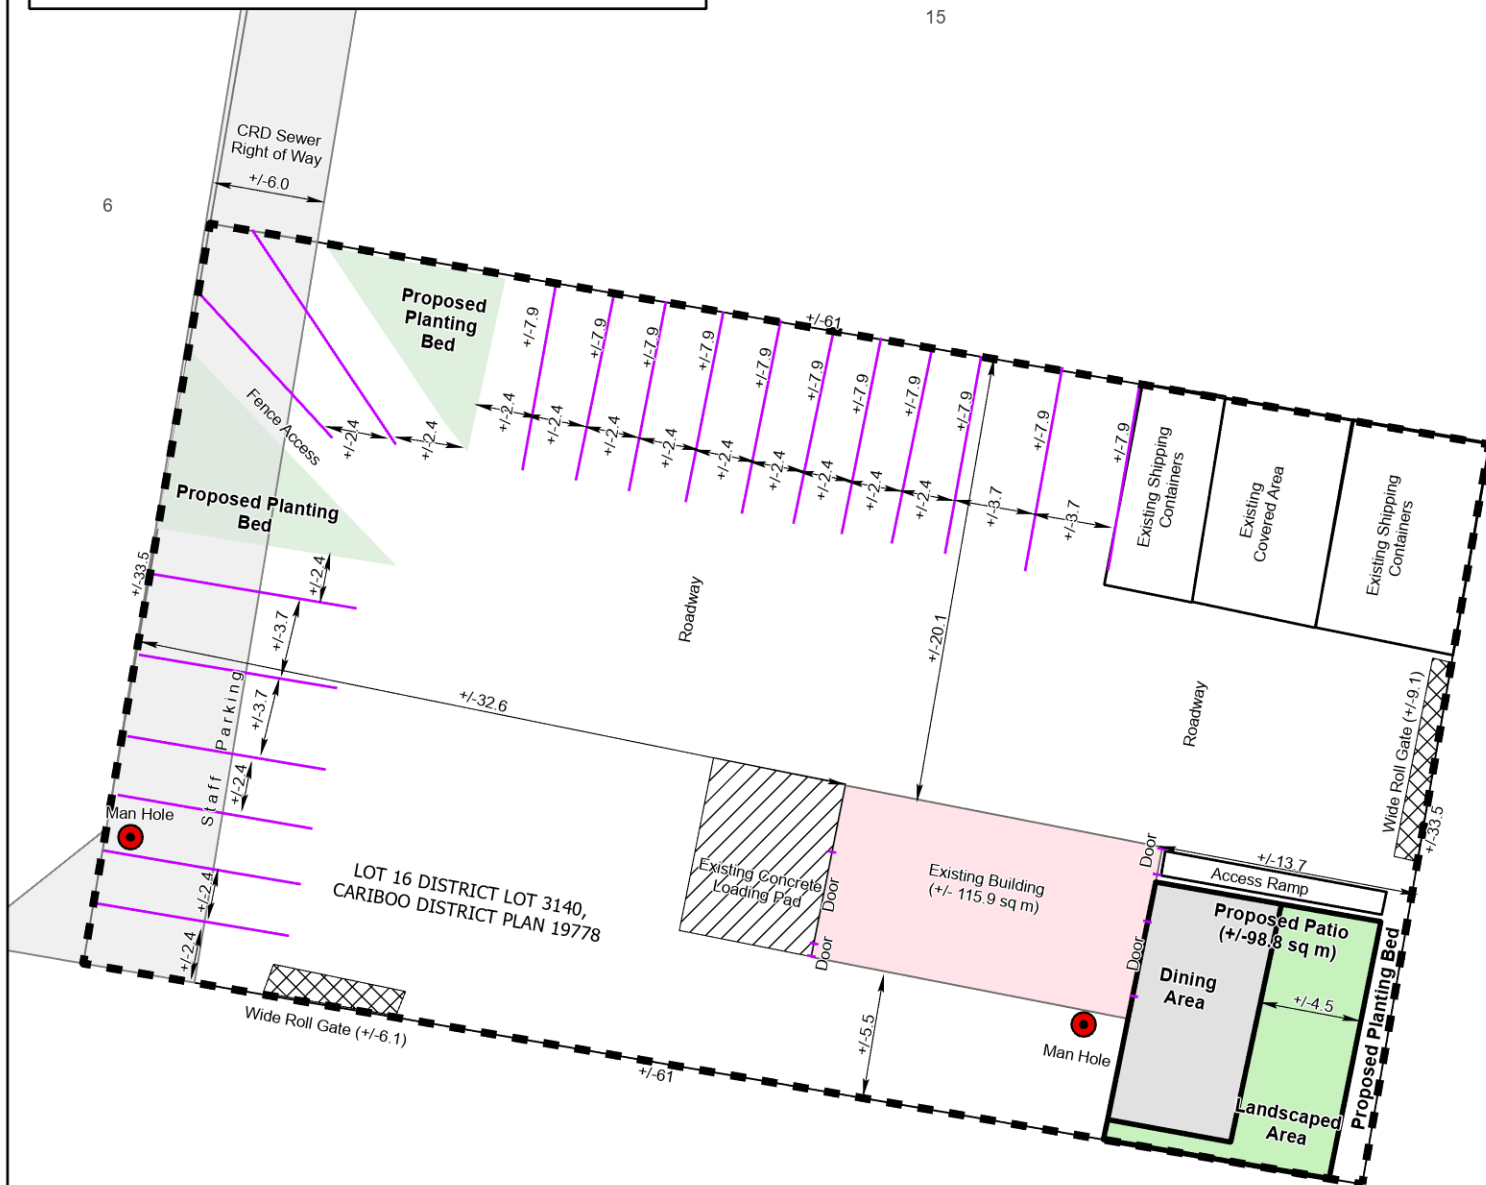 15
CRD Sewer
Right of Way
+/-6.0
6
Proposed
Planting
Bed
+/-61
+/-7.9
+/-7.9
+/-7.9
+/-7.9
+/-7.9
+/-7.9
+/-7.9
+/-7.9
+/-7.9
+/-7.9
+/-7.9
Fence Access
+/-2.4
+/-2.4
+/-2.4
+/-2.4
+/-2.4
+/-2.4
+/-2.4
+/-2.4
+/-2.4
+/-2.4
+/-2.4
+/-3.7
+/-3.7
Existing Shipping
Containers
Existing
Covered Area
Existing Shipping
Containers
Proposed Planting
Bed
+/-33.5
+/-2.4
+/-3.7
+/-3.7
+/-2.4
+/-2.4
+/-2.4
Staff Parking
Man Hole
Roadway
+/-20.1
+/-32.6
Roadway
Wide Roll Gate (+/-9.1)
+/-33.5
LOT 16 DISTRICT LOT 3140,
CARIBOO DISTRICT PLAN 19778
Existing Concrete
Loading Pad
Door
Door
Existing Building
(+/- 115.9 sq m)
Door
Door
+/-13.7
Access Ramp
Proposed Patio
(+/-98.8 sq m)
Dining
Area
+/-4.5
Proposed Planting Bed
Landscaped
Area
Man Hole
+/-5.5
Wide Roll Gate (+/-6.1)
+/-61